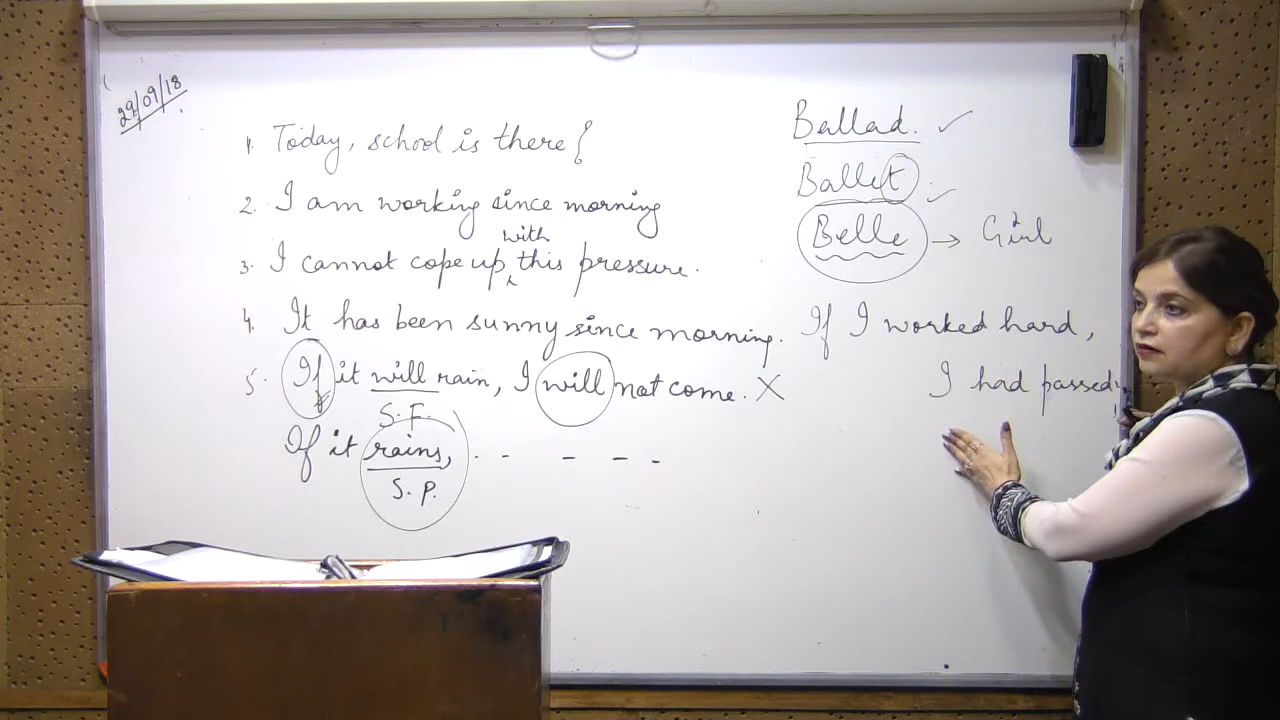 29/09/18
1. Today, school is there {
2. I am working since morning
with
3. I cannot cope up this pressure.
4. It has been sunny since morning.
5. If it will rain, I will not come. X
S.F.
If it rains, . . - - - -
S.P.
Ballad. ✓
Ballet ✓
Belle → Girl
If I worked hard,
I had passed